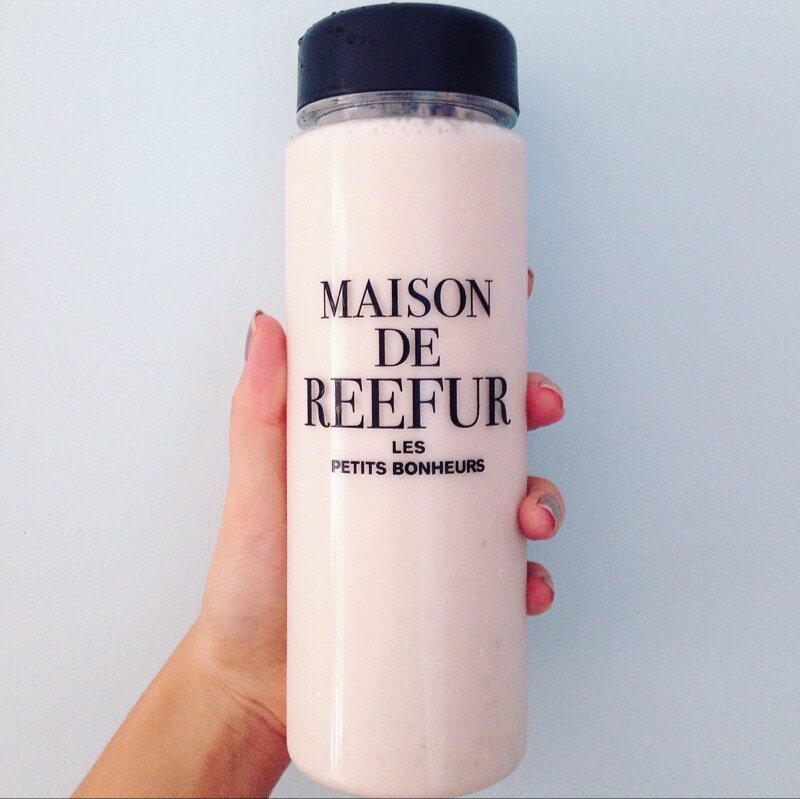 MAISON
DE
REEFUR
LES
PETITS BONHEURS